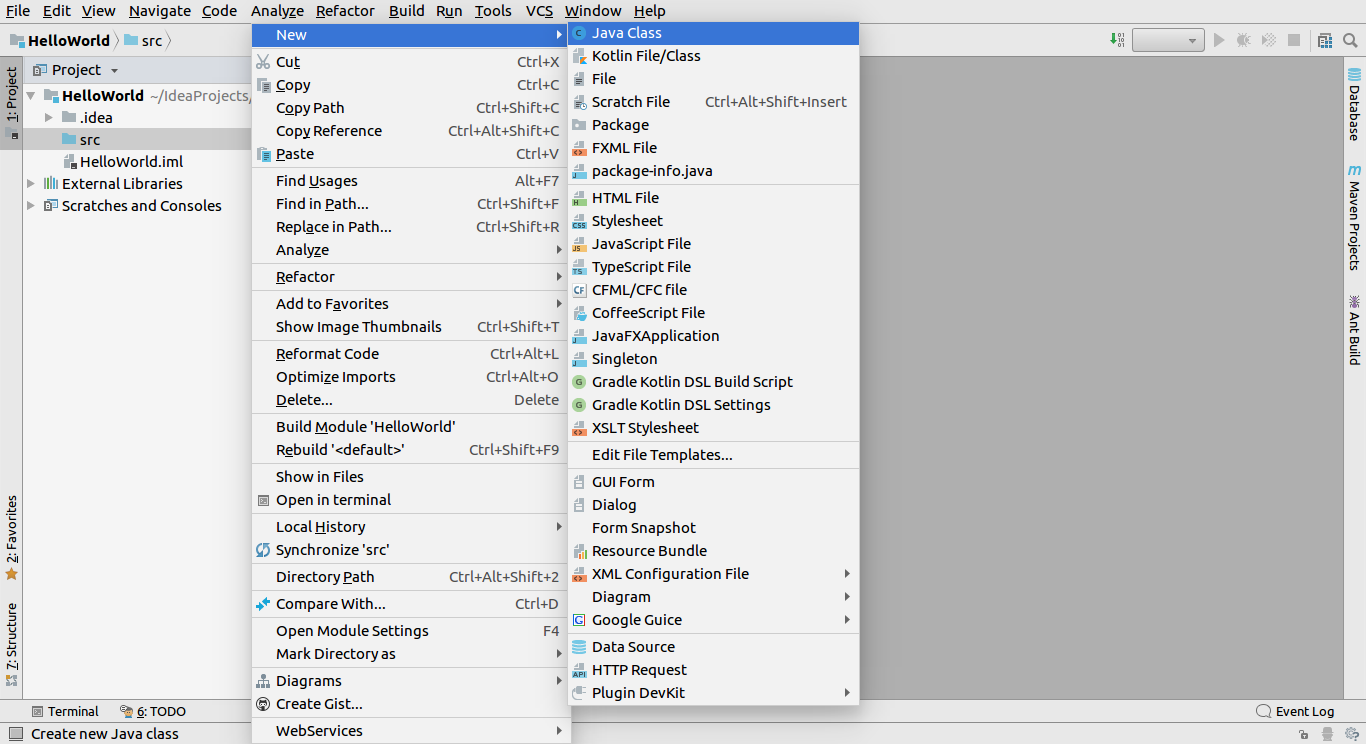 File Edit View Navigate Code Analyze Refactor Build Run Tools VCS Window Help
HelloWorld src
1: Project
Project
HelloWorld ~/IdeaProjects/
.idea
src
HelloWorld.iml
External Libraries
Scratches and Consoles
2: Favorites
7: Structure
New
Cut Ctrl+X
Copy Ctrl+C
Copy Path Ctrl+Shift+C
Copy Reference Ctrl+Alt+Shift+C
Paste Ctrl+V
Find Usages Alt+F7
Find in Path... Ctrl+Shift+F
Replace in Path... Ctrl+Shift+R
Analyze
Refactor
Add to Favorites
Show Image Thumbnails Ctrl+Shift+T
Reformat Code Ctrl+Alt+L
Optimize Imports Ctrl+Alt+O
Delete... Delete
Build Module 'HelloWorld'
Rebuild '<default>' Ctrl+Shift+F9
Show in Files
Open in terminal
Local History
Synchronize 'src'
Directory Path Ctrl+Alt+Shift+2
Compare With... Ctrl+D
Open Module Settings F4
Mark Directory as
Diagrams
Create Gist...
WebServices
Java Class
Kotlin File/Class
File
Scratch File Ctrl+Alt+Shift+Insert
Package
FXML File
package-info.java
HTML File
Stylesheet
JavaScript File
TypeScript File
CFML/CFC file
CoffeeScript File
JavaFXApplication
Singleton
Gradle Kotlin DSL Build Script
Gradle Kotlin DSL Settings
XSLT Stylesheet
Edit File Templates...
GUI Form
Dialog
Form Snapshot
Resource Bundle
XML Configuration File
Diagram
Google Guice
Data Source
HTTP Request
Plugin DevKit
Database
Maven Projects
Ant Build
Terminal 6: TODO Event Log
Create new Java class